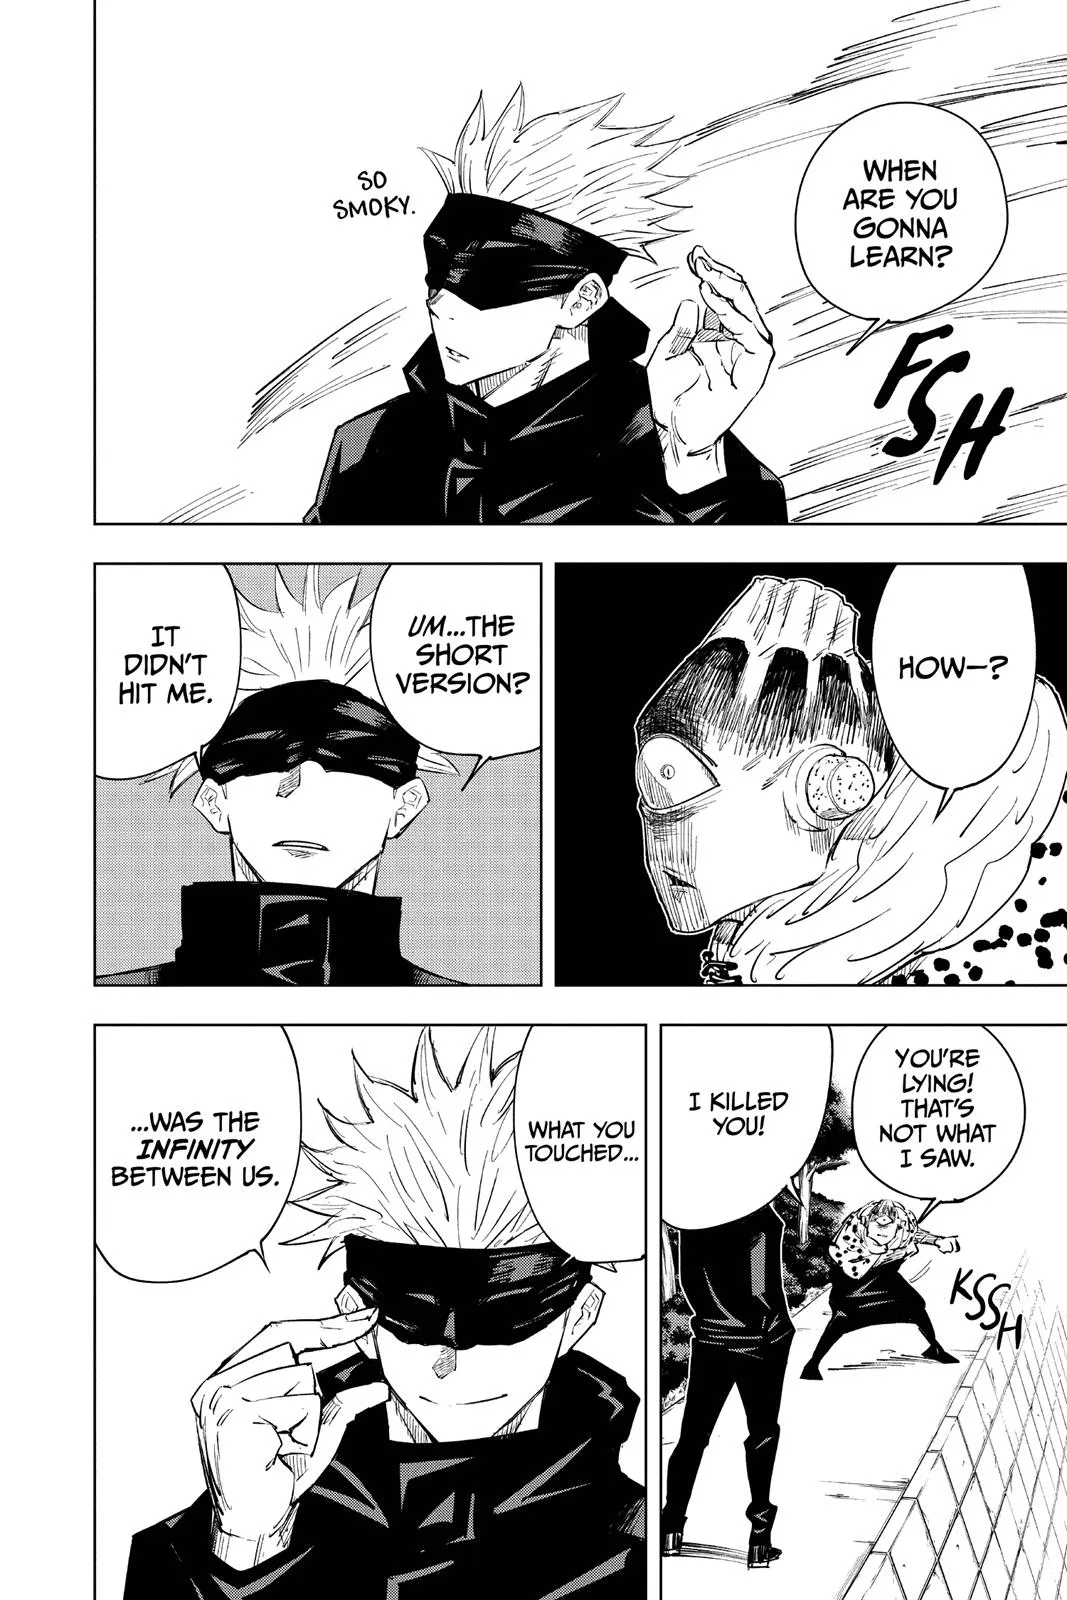 WHEN
ARE YOU
GONNA
LEARN?
SO
SMOKY.
FSH
HOW—?
UM...THE
SHORT
VERSION?
IT
DIDN'T
HIT ME.
YOU'RE
LYING!
THAT'S
NOT WHAT
I SAW.
I KILLED
YOU!
KSSSH
WHAT YOU
TOUCHED...
...WAS THE
INFINITY
BETWEEN US.